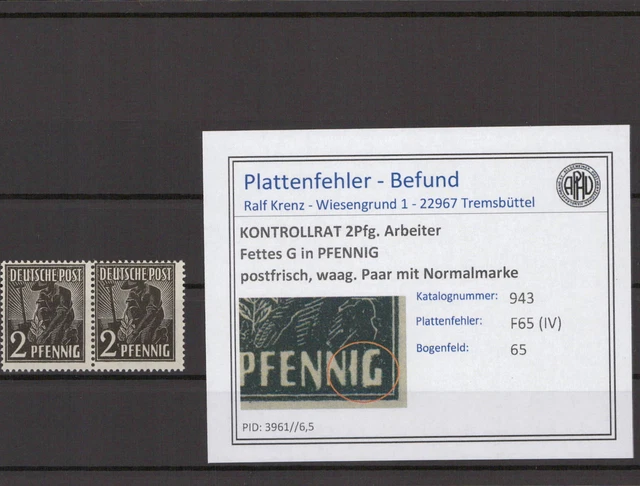 DEUTSCHE POST
2 PFENNIG
DEUTSCHE POST
2 PFENNIG
Plattenfehler - Befund
Ralf Krenz - Wiesengrund 1 - 22967 Tremsbüttel
KONTROLLRAT 2Pfg. Arbeiter
Fettes G in PFENNIG
postfrisch, waag. Paar mit Normalmarke
Katalognummer: 943
Plattenfehler: F65 (IV)
Bogenfeld: 65
PFENNIG
PID: 3961//6,5